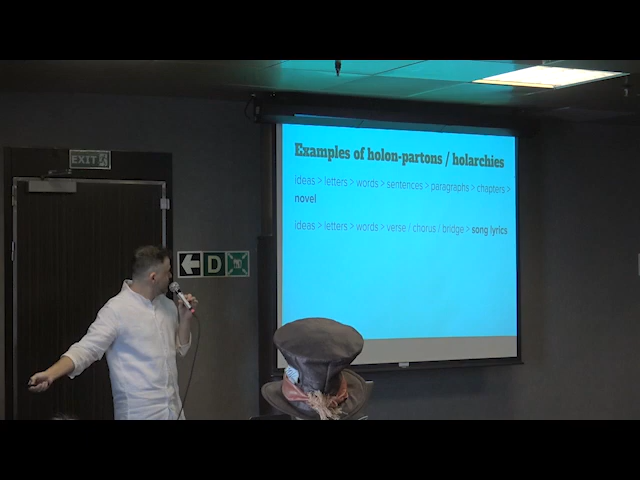 EXIT
Examples of holon-partons / holarchies
ideas > letters > words > sentences > paragraphs > chapters >
novel
ideas > letters > words > verse / chorus / bridge > song lyrics
D